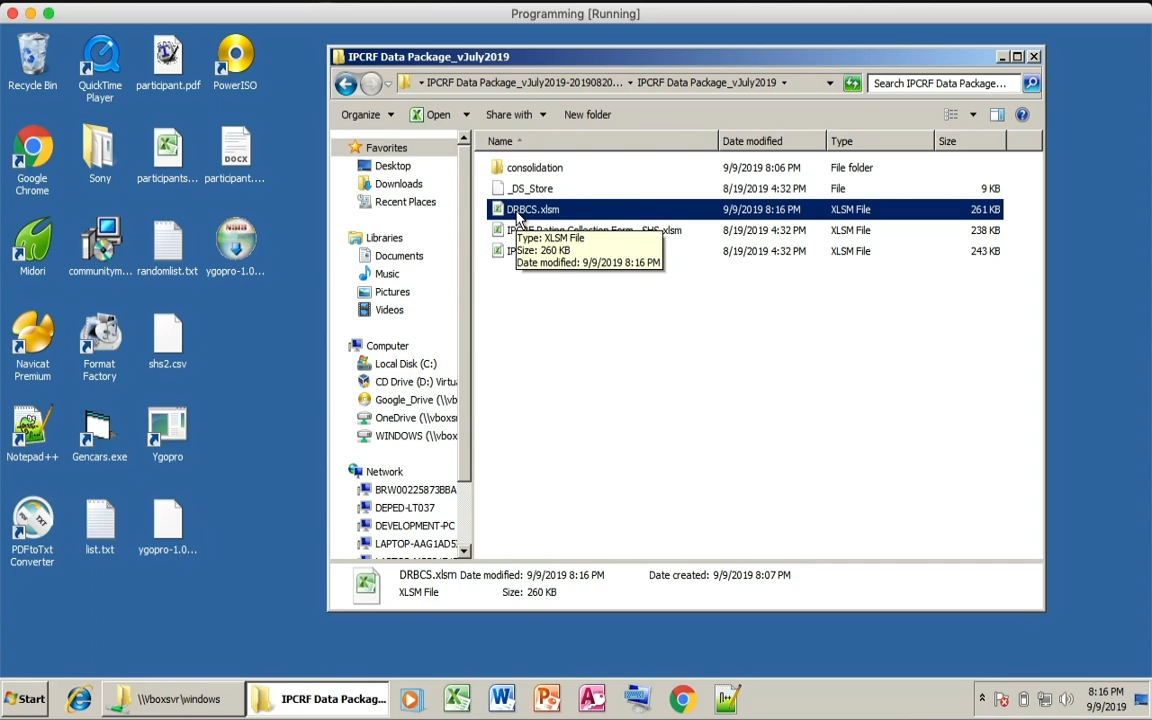 Programming [Running]
Recycle Bin
QuickTime Player
participant.pdf
PowerISO
Google Chrome
Sony
participants...
participant....
DOCX
Midori
communitym...
randomlist.txt
ygopro-1.0...
Navicat Premium
Format Factory
shs2.csv
Notepad++
Gencars.exe
Ygopro
PDFtoTxt Converter
list.txt
ygopro-1.0...
IPCRF Data Package_vJuly2019
IPCRF Data Package_vJuly2019-20190820... IPCRF Data Package_vJuly2019
Search IPCRF Data Package...
Organize Open Share with New folder
Favorites
Desktop
Downloads
Recent Places
Libraries
Documents
Music
Pictures
Videos
Computer
Local Disk (C:)
CD Drive (D:) Virtu
Google_Drive (\\vb
OneDrive (\\vboxsr
WINDOWS (\\vbox
Network
BRW00225873BBA
DEPED-LT037
DEVELOPMENT-PC
Name Date modified Type Size
consolidation 9/9/2019 8:06 PM File folder
_DS_Store 8/19/2019 4:32 PM File 9 KB
DRBCS.xlsm 9/9/2019 8:16 PM XLSM File 261 KB
IPCRF Rating Collection Form - SHS.xlsm 8/19/2019 4:32 PM XLSM File 238 KB
8/19/2019 4:32 PM XLSM File 243 KB
Type: XLSM File
Size: 260 KB
Date modified: 9/9/2019 8:16 PM
DRBCS.xlsm Date modified: 9/9/2019 8:16 PM Date created: 9/9/2019 8:07 PM
XLSM File Size: 260 KB
Start
\\Vboxsvr\windows
IPCRF Data Packag...
8:16 PM
9/9/2019